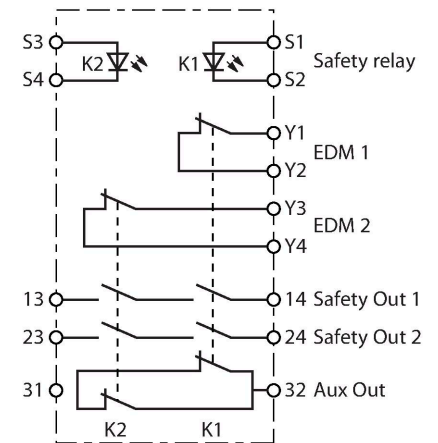 S3 S1
K2 K1 Safety relay
S4 S2
Y1
EDM 1
Y2
Y3
EDM 2
Y4
13 14 Safety Out 1
23 24 Safety Out 2
31 32 Aux Out
K2 K1